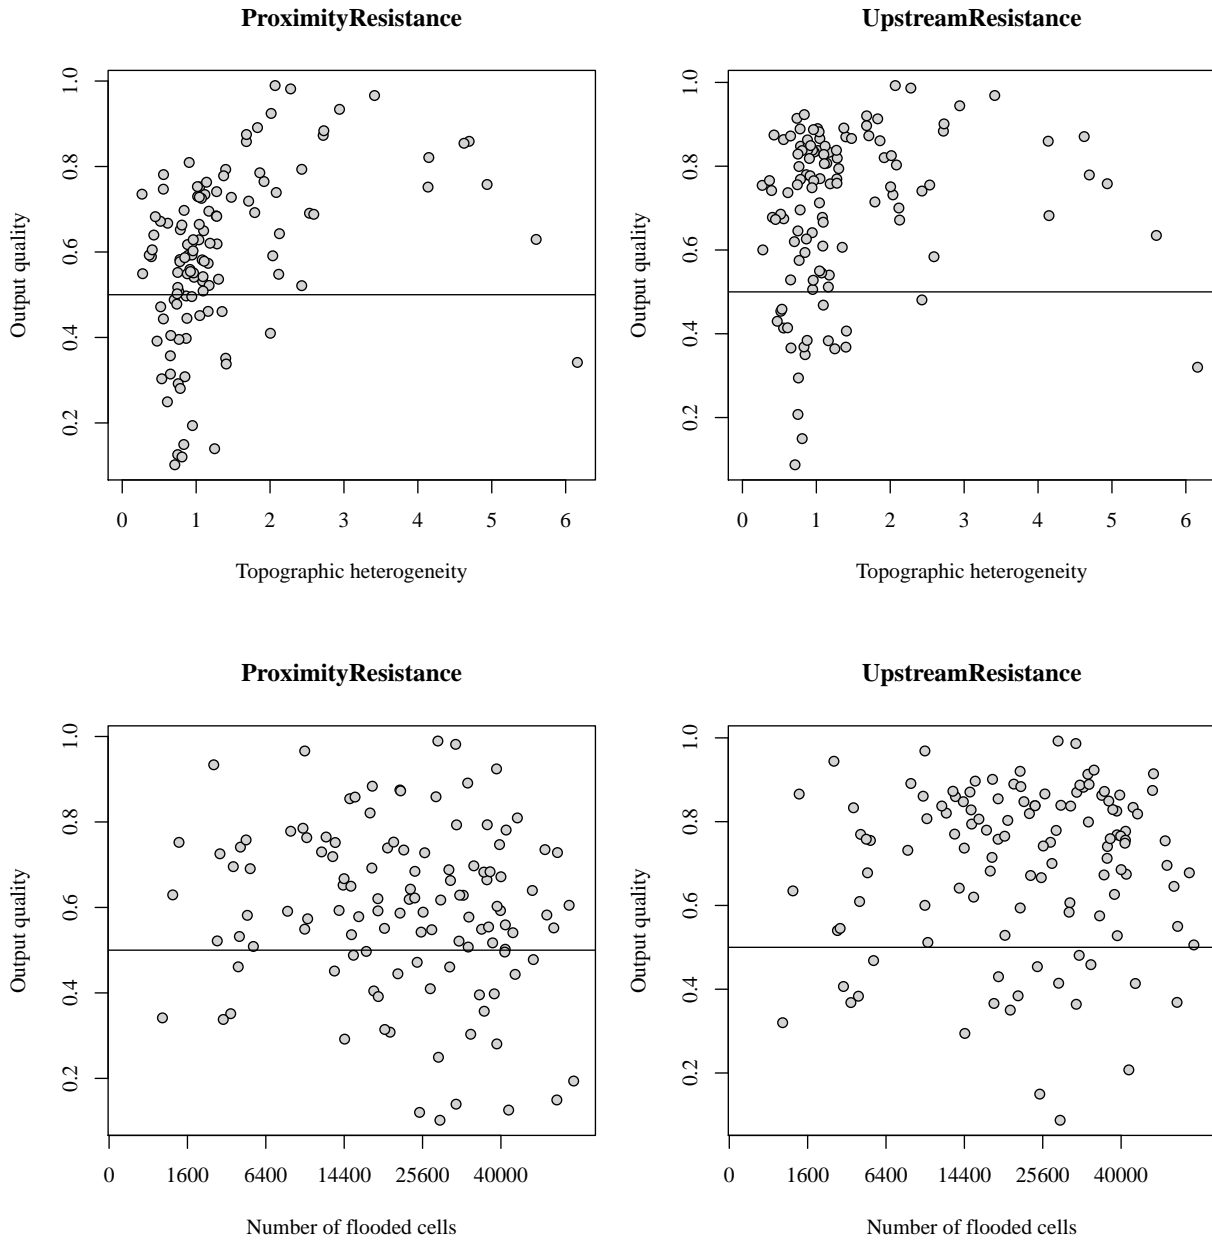 ProximityResistance
Output quality
0.2 0.4 0.6 0.8 1.0
0 1 2 3 4 5 6
Topographic heterogeneity
UpstreamResistance
Output quality
0.2 0.4 0.6 0.8 1.0
0 1 2 3 4 5 6
Topographic heterogeneity
ProximityResistance
Output quality
0.2 0.4 0.6 0.8 1.0
0 1600 6400 14400 25600 40000
Number of flooded cells
UpstreamResistance
Output quality
0.2 0.4 0.6 0.8 1.0
0 1600 6400 14400 25600 40000
Number of flooded cells